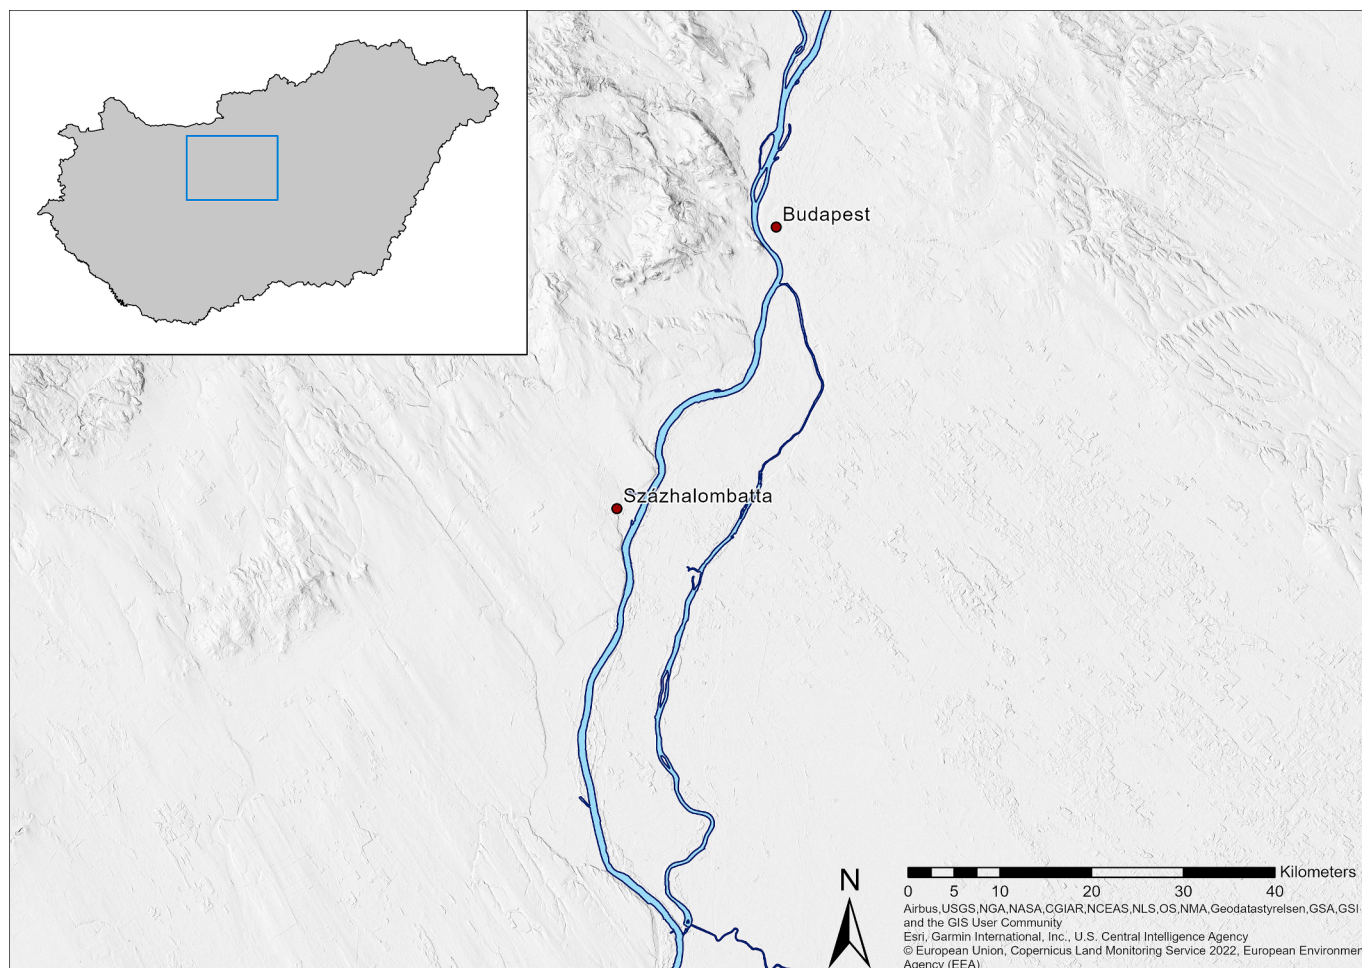 Budapest
Százhalombatta
N
Kilometers
0 5 10 20 30 40
Airbus,USGS,NGA,NASA,CGIAR,NCEAS,NLS,OS,NMA,Geodatastyrelsen,GSA,GSI
and the GIS User Community
Esri, Garmin International, Inc., U.S. Central Intelligence Agency
© European Union, Copernicus Land Monitoring Service 2022, European Environmen
Agency (EEA)